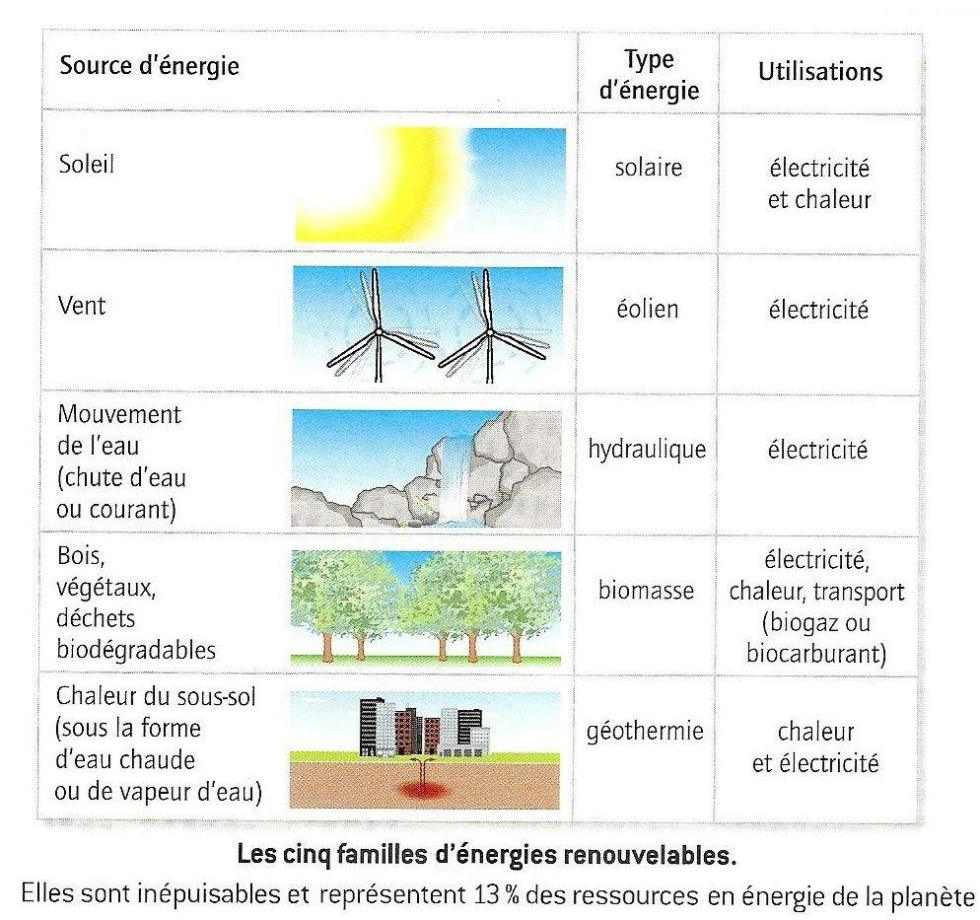 Source d'énergie
Type
d'énergie
Utilisations
Soleil
solaire
électricité
et chaleur
Vent
éolien
électricité
Mouvement
de l'eau
(chute d'eau
ou courant)
hydraulique
électricité
Bois,
végétaux,
déchets
biodégradables
biomasse
électricité,
chaleur, transport
(biogaz ou
biocarburant)
Chaleur du sous-sol
(sous la forme
d'eau chaude
ou de vapeur d'eau)
géothermie
chaleur
et électricité
Les cinq familles d'énergies renouvelables.
Elles sont inépuisables et représentent 13 % des ressources en énergie de la planète